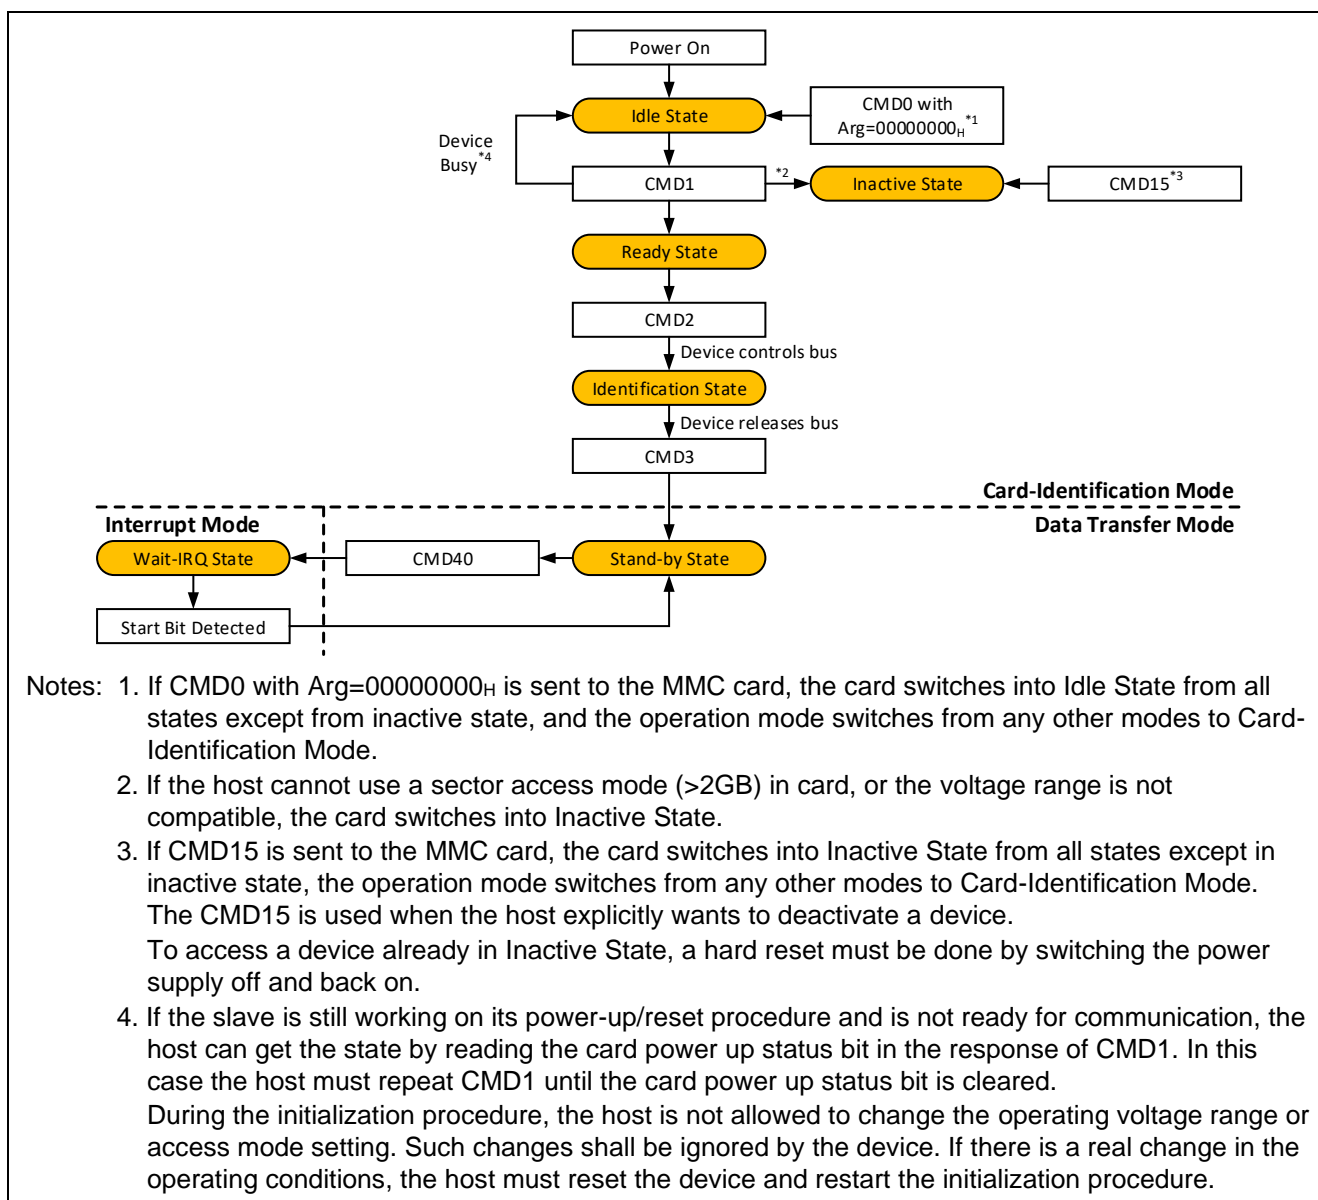 Power On
Idle State
CMD0 with
Arg=00000000H*1
Device
Busy*4
CMD1
*2
Inactive State
CMD15*3
Ready State
CMD2
Device controls bus
Identification State
Device releases bus
CMD3
Card-Identification Mode
Interrupt Mode
Data Transfer Mode
Wait-IRQ State
CMD40
Stand-by State
Start Bit Detected
Notes: 1. If CMD0 with Arg=00000000H is sent to the MMC card, the card switches into Idle State from all
states except from inactive state, and the operation mode switches from any other modes to Card-
Identification Mode.
2. If the host cannot use a sector access mode (>2GB) in card, or the voltage range is not
compatible, the card switches into Inactive State.
3. If CMD15 is sent to the MMC card, the card switches into Inactive State from all states except in
inactive state, the operation mode switches from any other modes to Card-Identification Mode.
The CMD15 is used when the host explicitly wants to deactivate a device.
To access a device already in Inactive State, a hard reset must be done by switching the power
supply off and back on.
4. If the slave is still working on its power-up/reset procedure and is not ready for communication, the
host can get the state by reading the card power up status bit in the response of CMD1. In this
case the host must repeat CMD1 until the card power up status bit is cleared.
During the initialization procedure, the host is not allowed to change the operating voltage range or
access mode setting. Such changes shall be ignored by the device. If there is a real change in the
operating conditions, the host must reset the device and restart the initialization procedure.